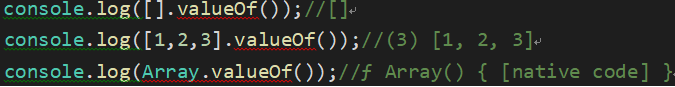 console.log([].valueOf());//[]
console.log([1,2,3].valueOf());//(3) [1, 2, 3]
console.log(Array.valueOf());//ƒ Array() { [native code] }